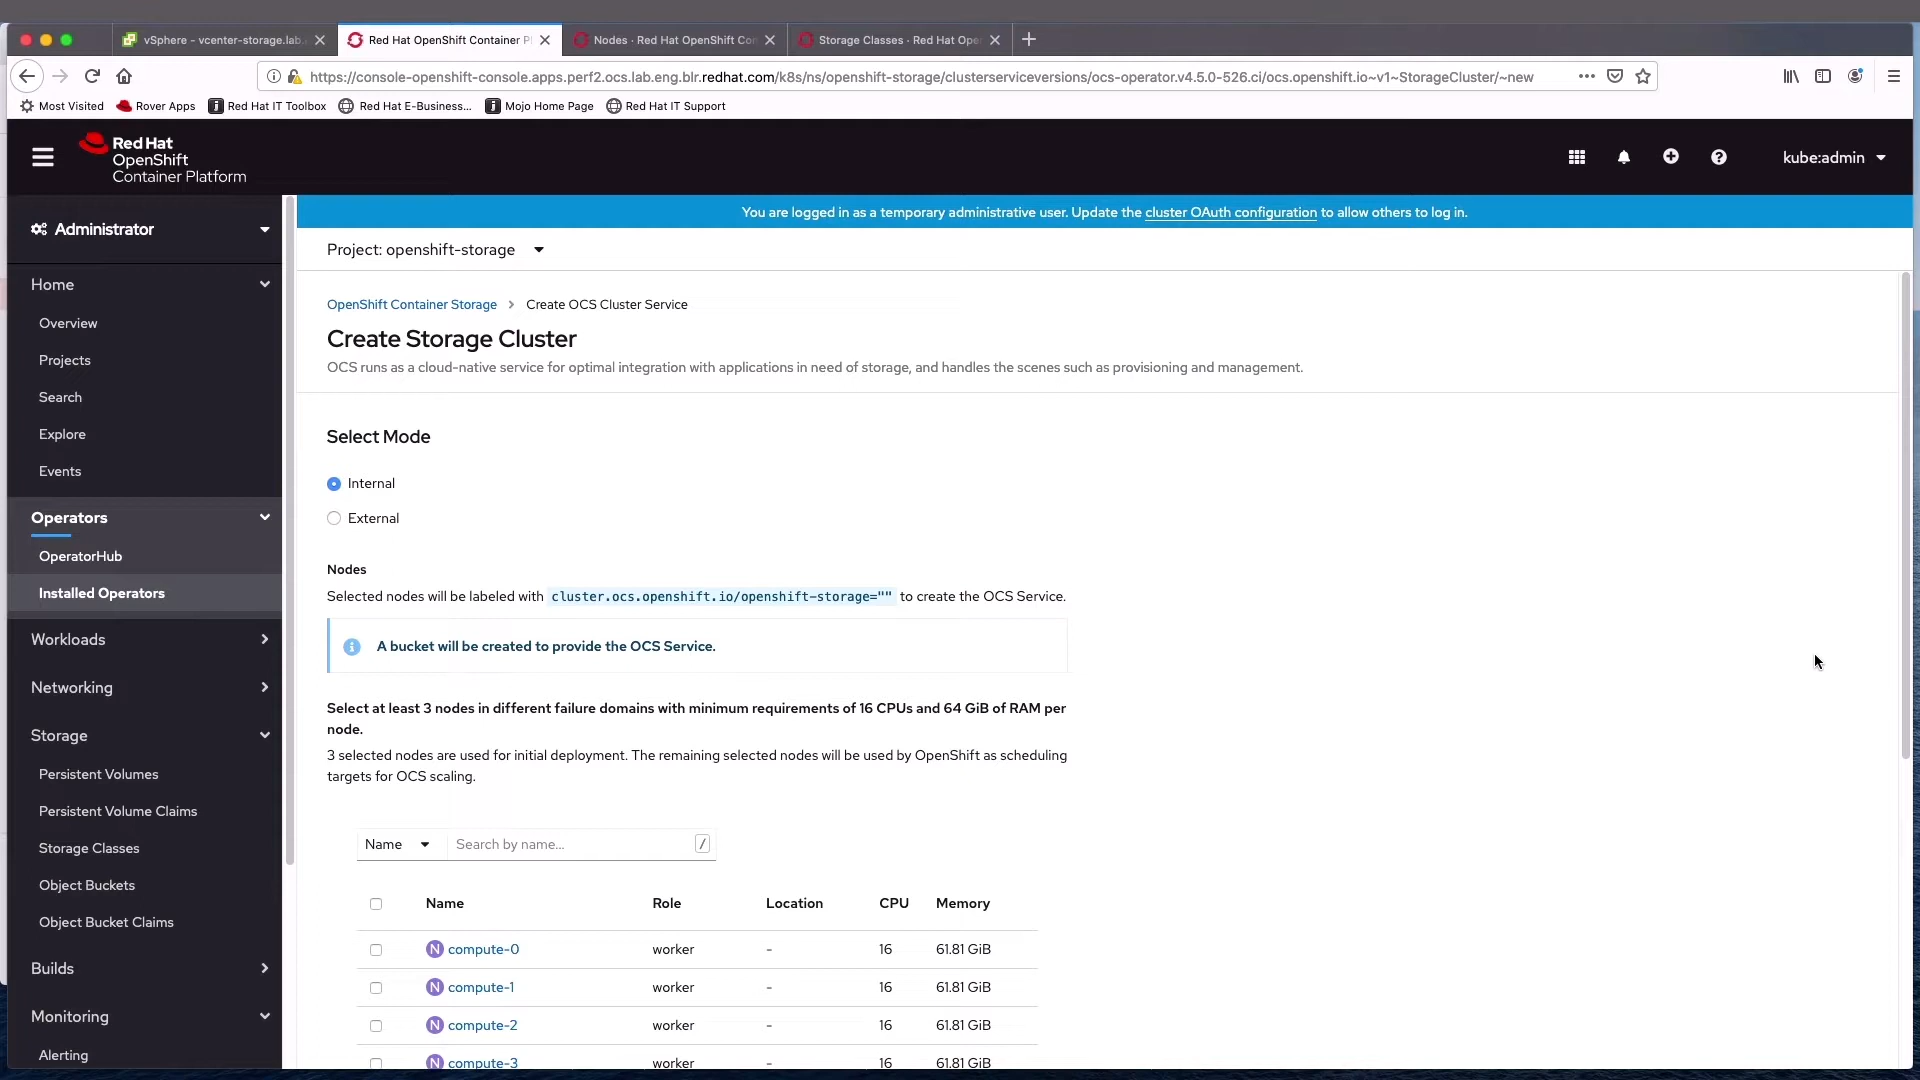 vSphere - vcenter-storage.lab.
Red Hat OpenShift Container P
Nodes · Red Hat OpenShift Con
Storage Classes · Red Hat Ope
https://console-openshift-console.apps.perf2.ocs.lab.eng.blr.redhat.com/k8s/ns/openshift-storage/clusterserviceversions/ocs-operator.v4.5.0-526.ci/ocs.openshift.io~v1~StorageCluster/~new
Most Visited
Rover Apps
Red Hat IT Toolbox
Red Hat E-Business...
Mojo Home Page
Red Hat IT Support
Red Hat
OpenShift
Container Platform
kube:admin
Administrator
Home
Overview
Projects
Search
Explore
Events
Operators
OperatorHub
Installed Operators
Workloads
Networking
Storage
Persistent Volumes
Persistent Volume Claims
Storage Classes
Object Buckets
Object Bucket Claims
Builds
Monitoring
Alerting
You are logged in as a temporary administrative user. Update the cluster OAuth configuration to allow others to log in.
Project: openshift-storage
OpenShift Container Storage > Create OCS Cluster Service
Create Storage Cluster
OCS runs as a cloud-native service for optimal integration with applications in need of storage, and handles the scenes such as provisioning and management.
Select Mode
Internal
External
Nodes
Selected nodes will be labeled with cluster.ocs.openshift.io/openshift-storage="" to create the OCS Service.
A bucket will be created to provide the OCS Service.
Select at least 3 nodes in different failure domains with minimum requirements of 16 CPUs and 64 GiB of RAM per
node.
3 selected nodes are used for initial deployment. The remaining selected nodes will be used by OpenShift as scheduling
targets for OCS scaling.
Name Search by name... /
Name Role Location CPU Memory
N compute-0 worker - 16 61.81 GiB
N compute-1 worker - 16 61.81 GiB
N compute-2 worker - 16 61.81 GiB
N compute-3 worker - 16 61.81 GiB